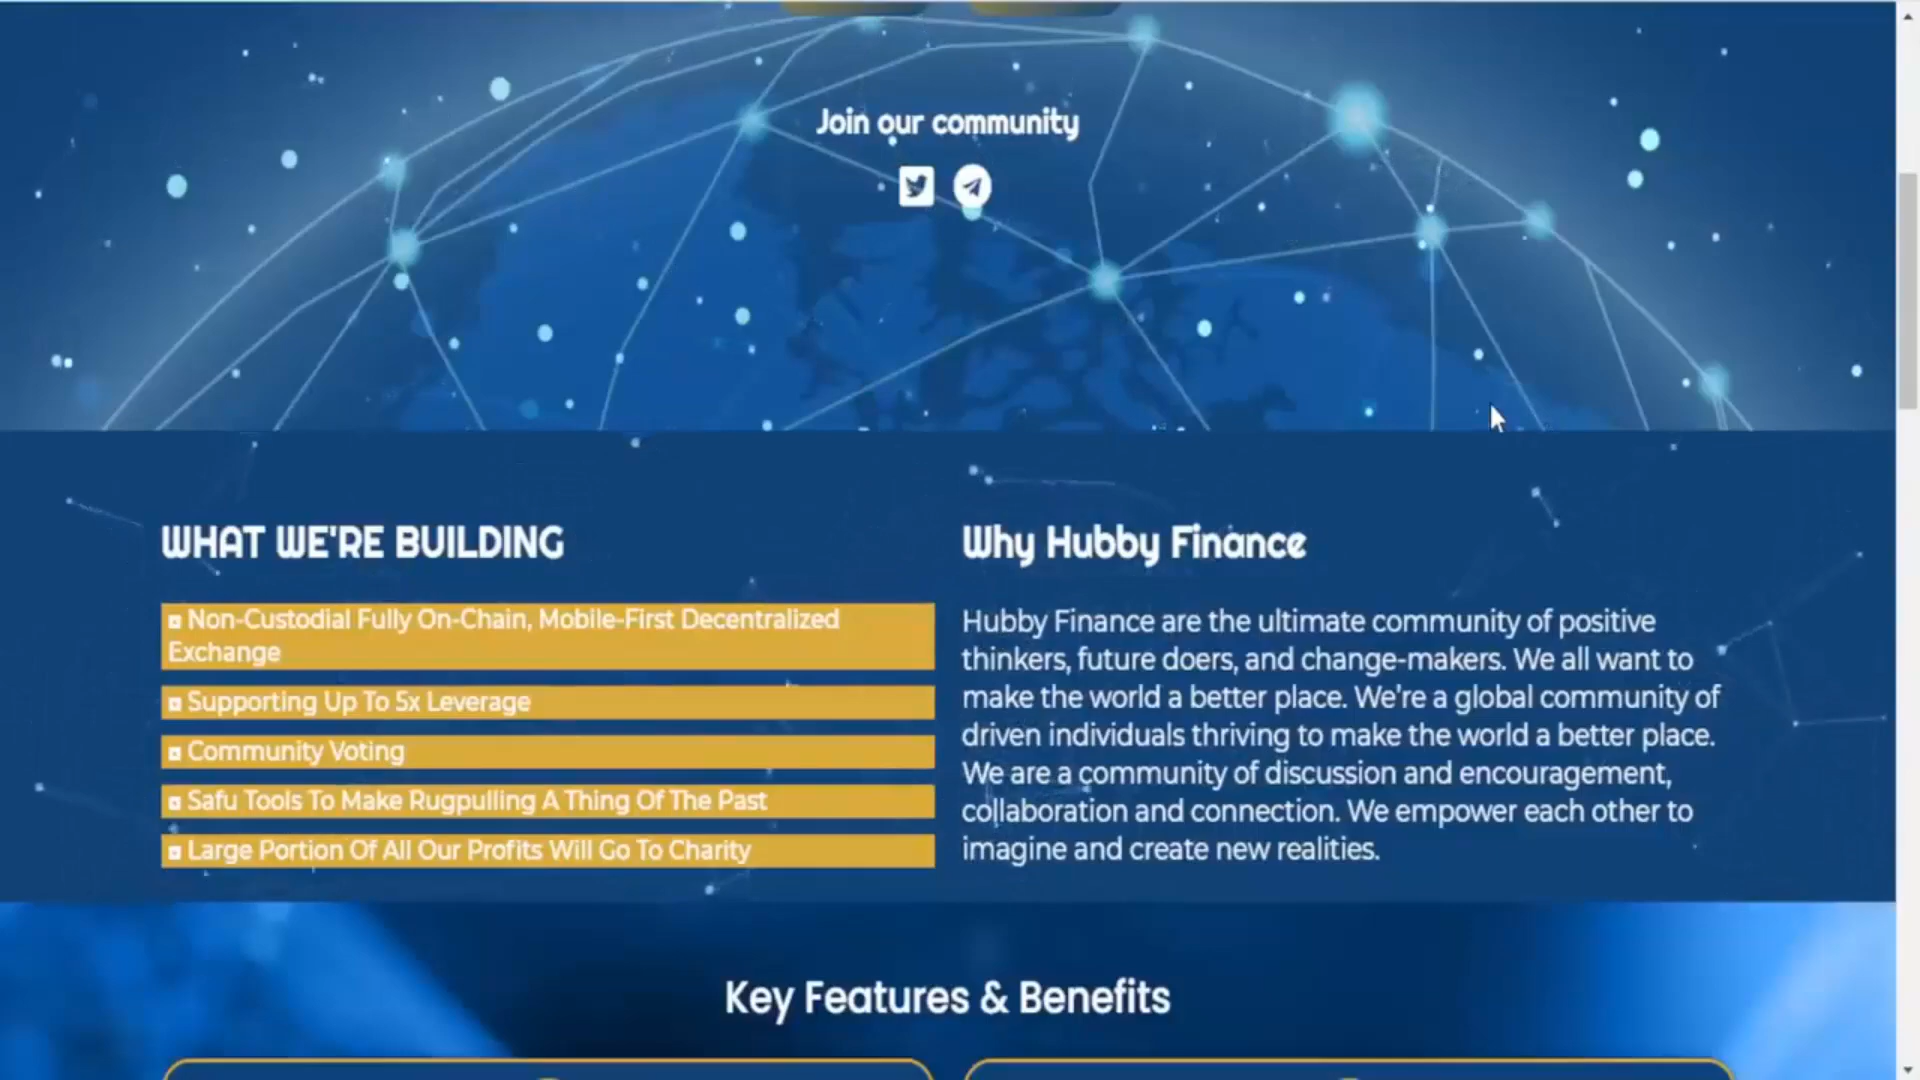 Join our community
WHAT WE'RE BUILDING
Non-Custodial Fully On-Chain, Mobile-First Decentralized
Exchange
Supporting Up To 5x Leverage
Community Voting
Safu Tools To Make Rugpulling A Thing Of The Past
Large Portion Of All Our Profits Will Go To Charity
Why Hubby Finance
Hubby Finance are the ultimate community of positive
thinkers, future doers, and change-makers. We all want to
make the world a better place. We're a global community of
driven individuals thriving to make the world a better place.
We are a community of discussion and encouragement,
collaboration and connection. We empower each other to
imagine and create new realities.
Key Features & Benefits